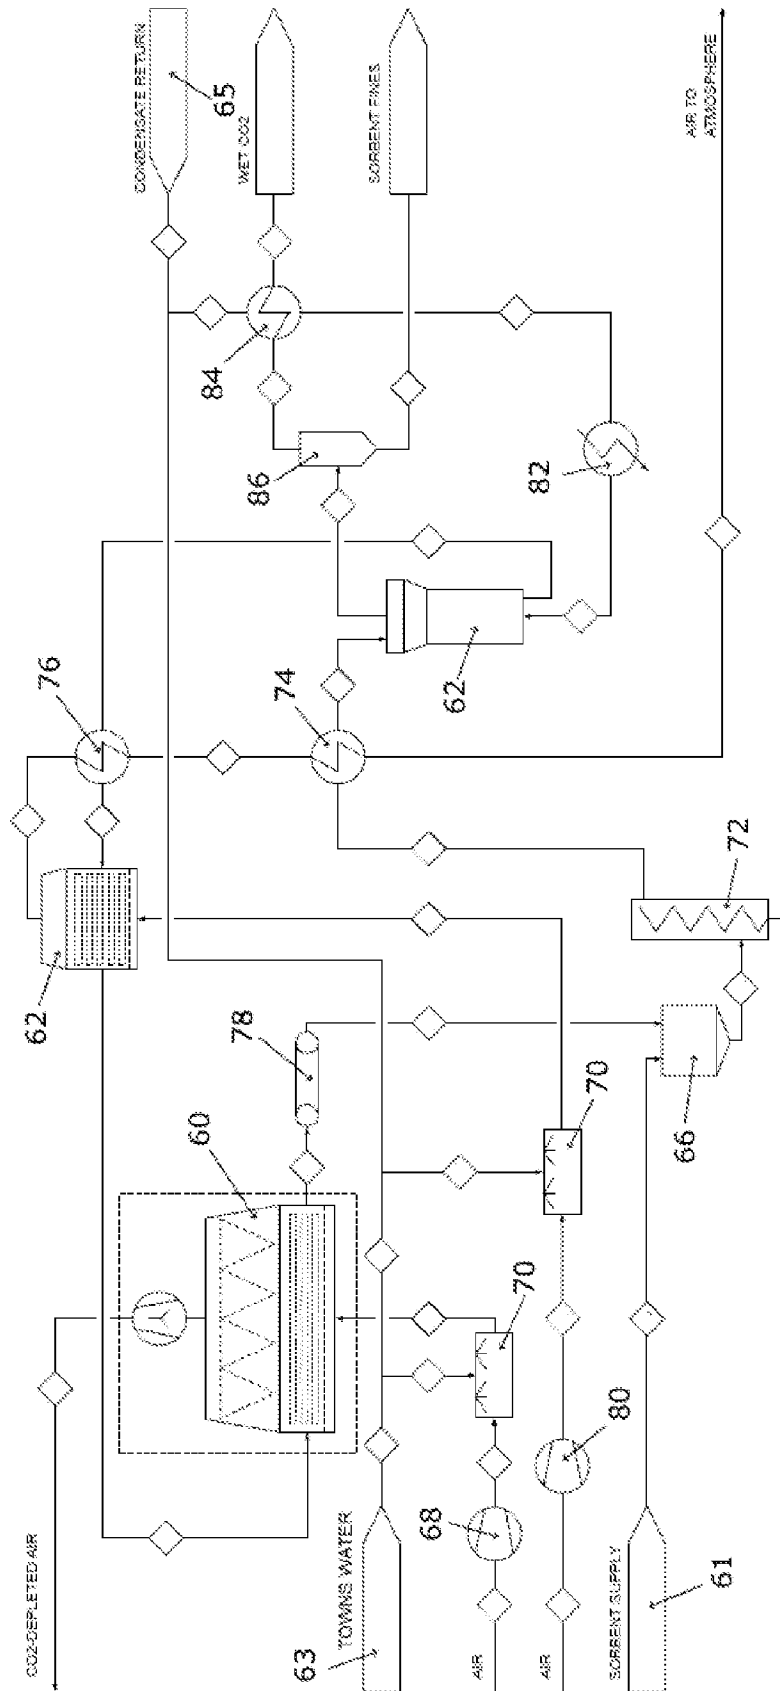 CONDENSATE RETURN
65
WET CO2
SORBENT FINES
AIR TO
ATMOSPHERE
84
86
82
76
74
62
62
72
78
60
70
66
70
80
68
CO2-DEPLETED AIR
TOWNS WATER
63
AIR
AIR
SORBENT SUPPLY
61